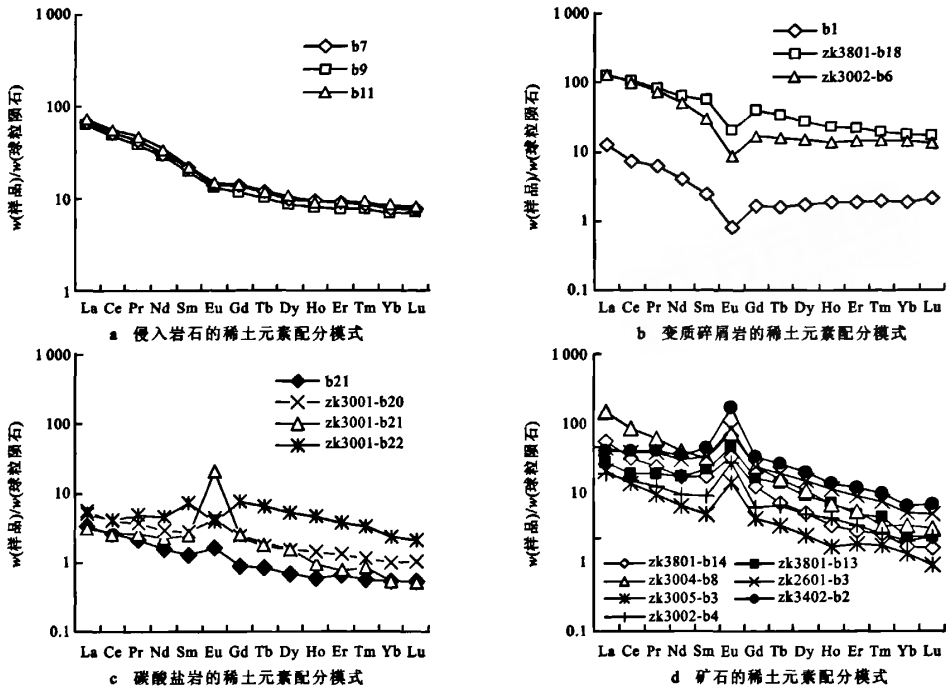 1 000
100
10
1
w(样品)/w(球粒陨石)
b7
b9
b11
La Ce Pr Nd Sm Eu Gd Tb Dy Ho Er Tm Yb Lu
a 侵入岩石的稀土元素配分模式
1 000
100
10
1
0.1
w(样品)/w(球粒陨石)
b1
zk3801-b18
zk3002-b6
La Ce Pr Nd Sm Eu Gd Tb Dy Ho Er Tm Yb Lu
b 变质碎屑岩的稀土元素配分模式
1 000
100
10
1
0.1
w(样品)/w(球粒陨石)
b21
zk3001-b20
zk3001-b21
zk3001-b22
La Ce Pr Nd Sm Eu Gd Tb Dy Ho Er Tm Yb Lu
c 碳酸盐岩的稀土元素配分模式
1 000
100
10
1
0.1
w(样品)/w(球粒陨石)
zk3801-b14 zk3801-b13
zk3004-b8 zk2601-b3
zk3005-b3 zk3402-b2
zk3002-b4
La Ce Pr Nd Sm Eu Gd Tb Dy Ho Er Tm Yb Lu
d 矿石的稀土元素配分模式